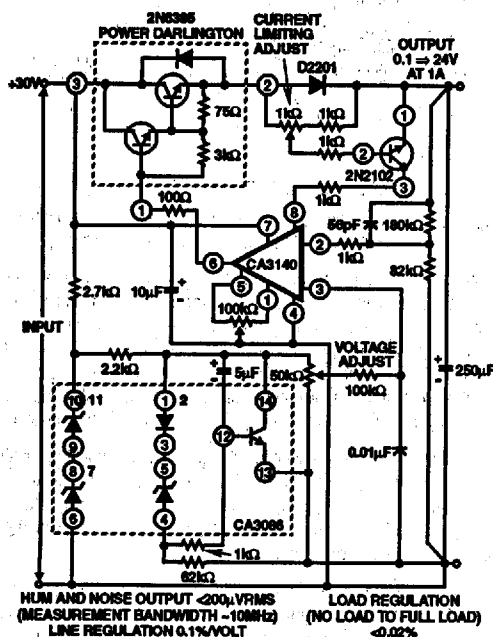 2N6385
POWER DARLINGTON
CURRENT
LIMITING
ADJUST
OUTPUT
0.1 ⇒ 24V
AT 1A
+30V
3
2
D2201
75Ω
1kΩ
1kΩ
1
3kΩ
1kΩ
2
2N2102
3
1
100Ω
8
1kΩ
7
56pF
180kΩ
6
CA3140
2
1kΩ
82kΩ
5
1
3
10µF
+
-
100kΩ
4
2.7kΩ
INPUT
VOLTAGE
ADJUST
2.2kΩ
+
-
5µF
50kΩ
100kΩ
+
-
250µF
10
11
1
2
14
9
3
12
0.01µF
8
7
5
13
6
4
CA3086
1kΩ
62kΩ
HUM AND NOISE OUTPUT <200µVRMS
(MEASUREMENT BANDWIDTH ~10MHz)
LINE REGULATION 0.1%/VOLT
LOAD REGULATION
(NO LOAD TO FULL LOAD)
<0.02%